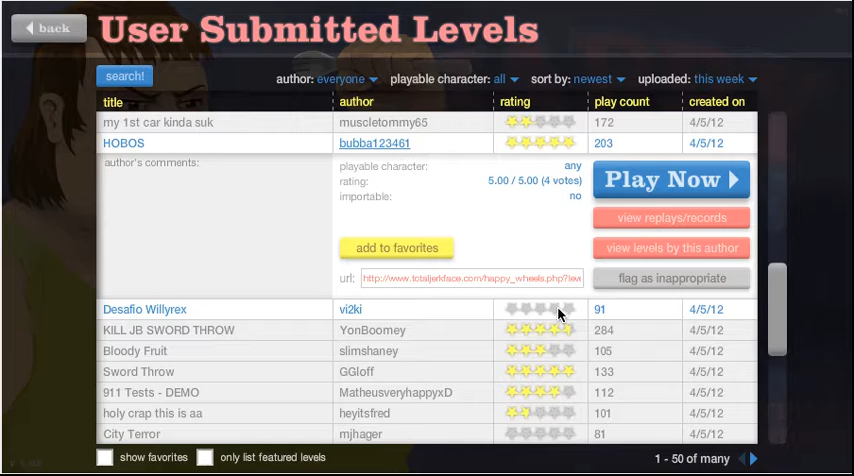 back
User Submitted Levels
search!
author: everyone playable character: all sort by: newest uploaded: this week
title author rating play count created on
my 1st car kinda suk muscletommy65 172 4/5/12
HOBOS bubba123461 203 4/5/12
author's comments:
playable character: any
rating: 5.00 / 5.00 (4 votes)
importable: no
Play Now
view replays/records
add to favorites
view levels by this author
url: http://www.totaljerkface.com/happy_wheels.php?leve
flag as inappropriate
Desafio Willyrex vi2ki 91 4/5/12
KILL JB SWORD THROW YonBoomey 284 4/5/12
Bloody Fruit slimshaney 105 4/5/12
Sword Throw GGloff 133 4/5/12
911 Tests - DEMO MatheusveryhappyxD 112 4/5/12
holy crap this is aa heyitsfred 101 4/5/12
City Terror mjhager 81 4/5/12
show favorites only list featured levels
1 - 50 of many